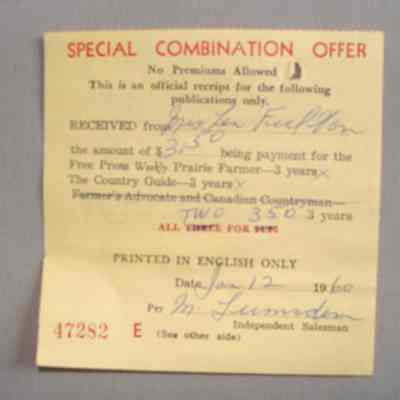 SPECIAL COMBINATION OFFER
No Premiums Allowed
This is an official receipt for the following
publications only.
RECEIVED from Mrs Len Fullton
the amount of $3.50 being payment for the
Free Press Weekly Prairie Farmer—3 years x
The Country Guide—3 years x
Farmer's Advocate and Canadian Countryman—
TWO 350 3 years
ALL THREE FOR
PRINTED IN ENGLISH ONLY
Date Jan 12 1960
Per M. Lumsden
Independent Salesman
47282 E (See other side)